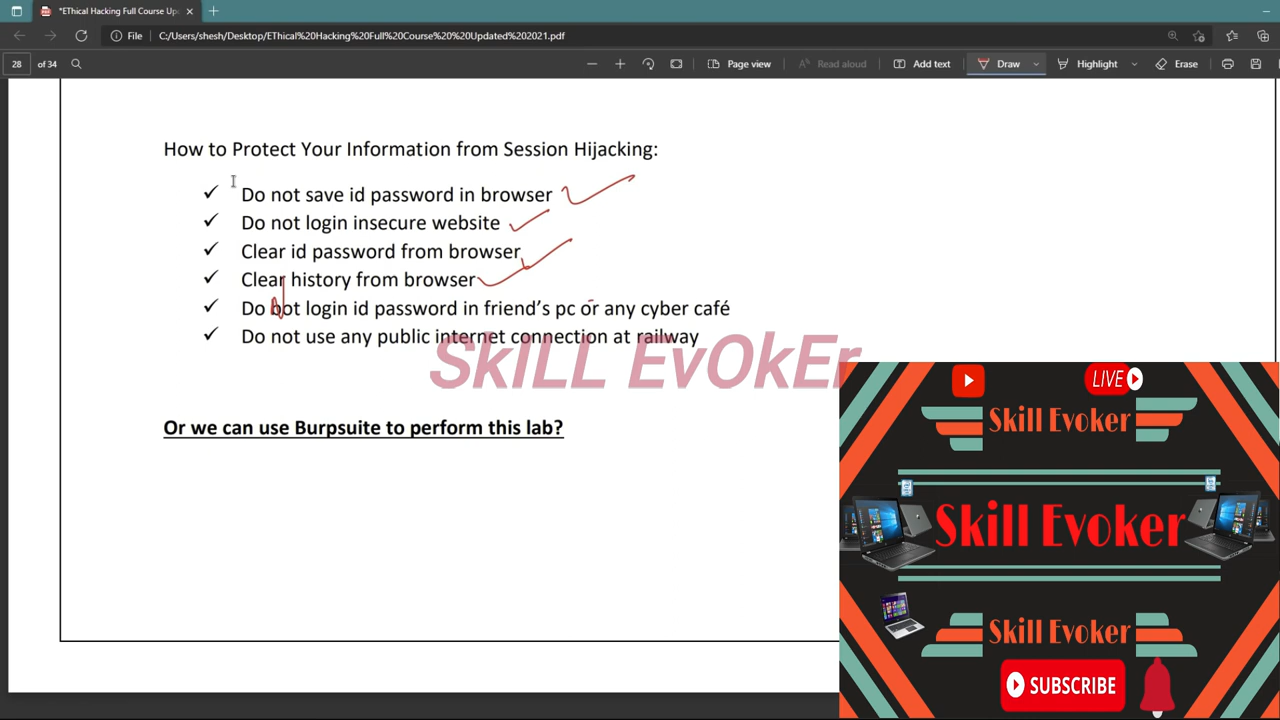 *EThical Hacking Full Course Up
File C:/Users/shesh/Desktop/EThical%20Hacking%20Full%20Course%20%20Updated%202021.pdf
28 of 34 Page view Read aloud Add text Draw Highlight Erase
How to Protect Your Information from Session Hijacking:
✓ Do not save id password in browser
✓ Do not login insecure website
✓ Clear id password from browser
✓ Clear history from browser
✓ Do not login id password in friend's pc or any cyber café
✓ Do not use any public internet connection at railway
SkILL EvOkEr
LIVE
Skill Evoker
Or we can use Burpsuite to perform this lab?
Skill Evoker
Skill Evoker
SUBSCRIBE